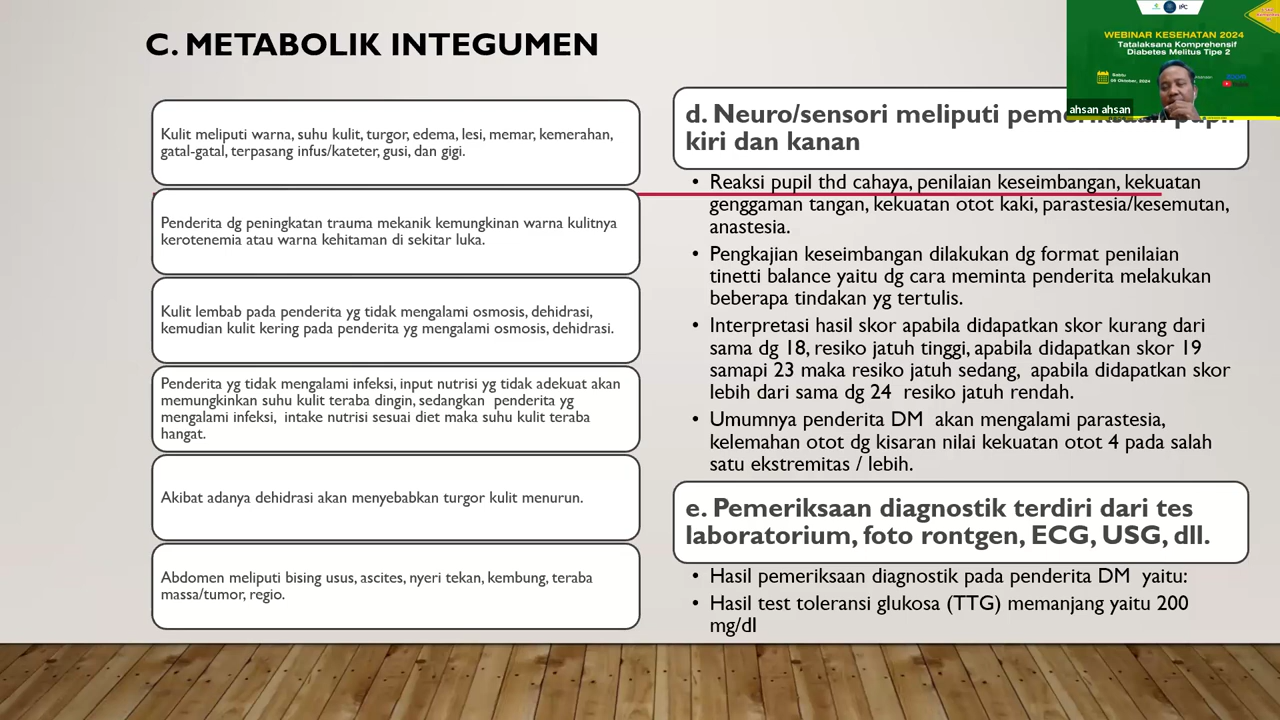 C. METABOLIK INTEGUMEN
Kulit meliputi warna, suhu kulit, turgor, edema, lesi, memar, kemerahan,
gatal-gatal, terpasang infus/kateter, gusi, dan gigi.
Penderita dg peningkatan trauma mekanik kemungkinan warna kulitnya
kerotenemia atau warna kehitaman di sekitar luka.
Kulit lembab pada penderita yg tidak mengalami osmosis, dehidrasi,
kemudian kulit kering pada penderita yg mengalami osmosis, dehidrasi.
Penderita yg tidak mengalami infeksi, input nutrisi yg tidak adekuat akan
memungkinkan suhu kulit teraba dingin, sedangkan penderita yg
mengalami infeksi, intake nutrisi sesuai diet maka suhu kulit teraba
hangat.
Akibat adanya dehidrasi akan menyebabkan turgor kulit menurun.
Abdomen meliputi bising usus, ascites, nyeri tekan, kembung, teraba
massa/tumor, regio.
d. Neuro/sensori meliputi pemeriksaan pupil
kiri dan kanan
• Reaksi pupil thd cahaya, penilaian keseimbangan, kekuatan
genggaman tangan, kekuatan otot kaki, parastesia/kesemutan,
anastesia.
• Pengkajian keseimbangan dilakukan dg format penilaian
tinetti balance yaitu dg cara meminta penderita melakukan
beberapa tindakan yg tertulis.
• Interpretasi hasil skor apabila didapatkan skor kurang dari
sama dg 18, resiko jatuh tinggi, apabila didapatkan skor 19
samapi 23 maka resiko jatuh sedang, apabila didapatkan skor
lebih dari sama dg 24 resiko jatuh rendah.
• Umumnya penderita DM akan mengalami parastesia,
kelemahan otot dg kisaran nilai kekuatan otot 4 pada salah
satu ekstremitas / lebih.
e. Pemeriksaan diagnostik terdiri dari tes
laboratorium, foto rontgen, ECG, USG, dll.
• Hasil pemeriksaan diagnostik pada penderita DM yaitu:
• Hasil test toleransi glukosa (TTG) memanjang yaitu 200
mg/dl
IPC
WEBINAR KESEHATAN 2024
Tatalaksana Komprehensif
Diabetes Melitus Tipe 2
Sabtu
ahsan ahsan